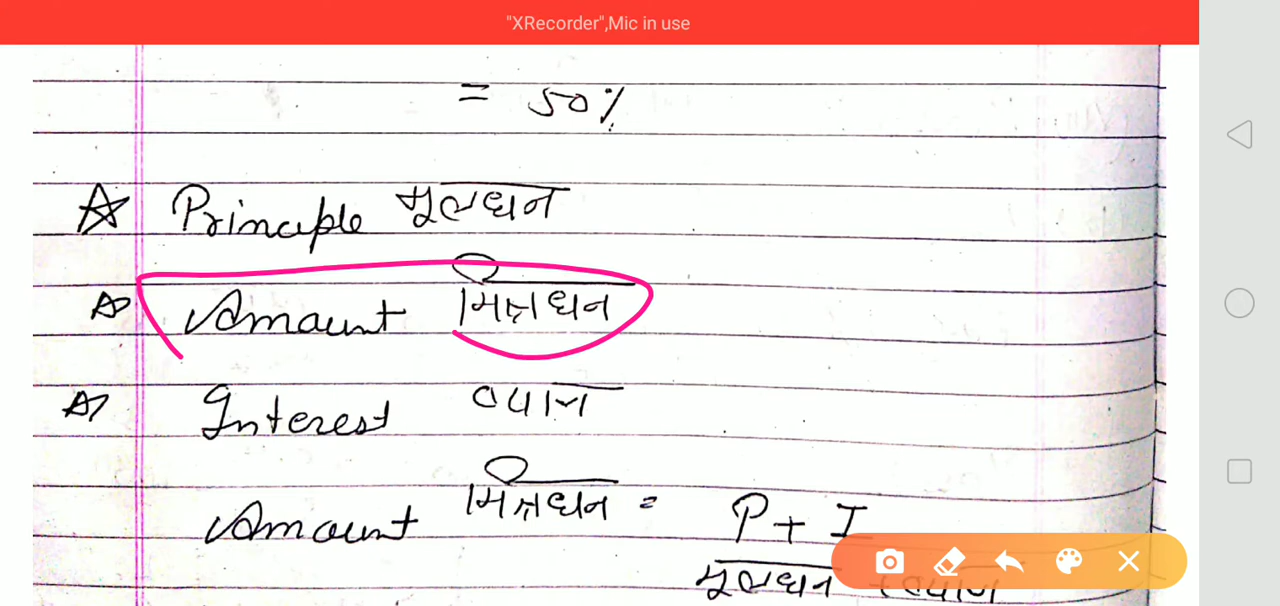 "XRecorder",Mic in use
= 50%
☆ Principle मूलधन
☆ Amount मिश्रधन
☆ Interest ब्याज
Amount मिश्रधन = P + I
मूलधन + ब्याज